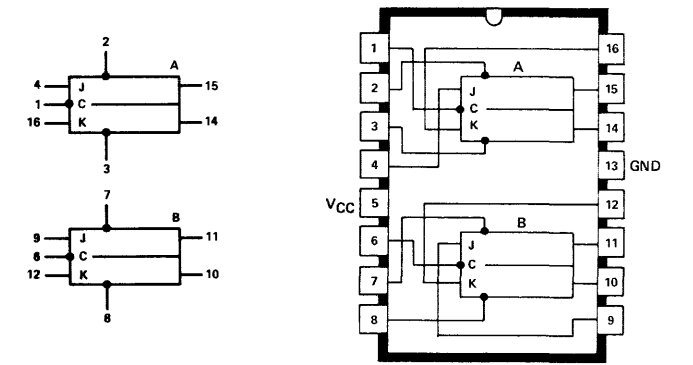 2
A
4 J 15
1 C
16 K 14
3
7
B
9 J 11
6 C
12 K 10
8
1 16
A
2 J 15
C
3 K 14
4 13 GND
VCC 5 12
B
6 J 11
C
7 K 10
8 9